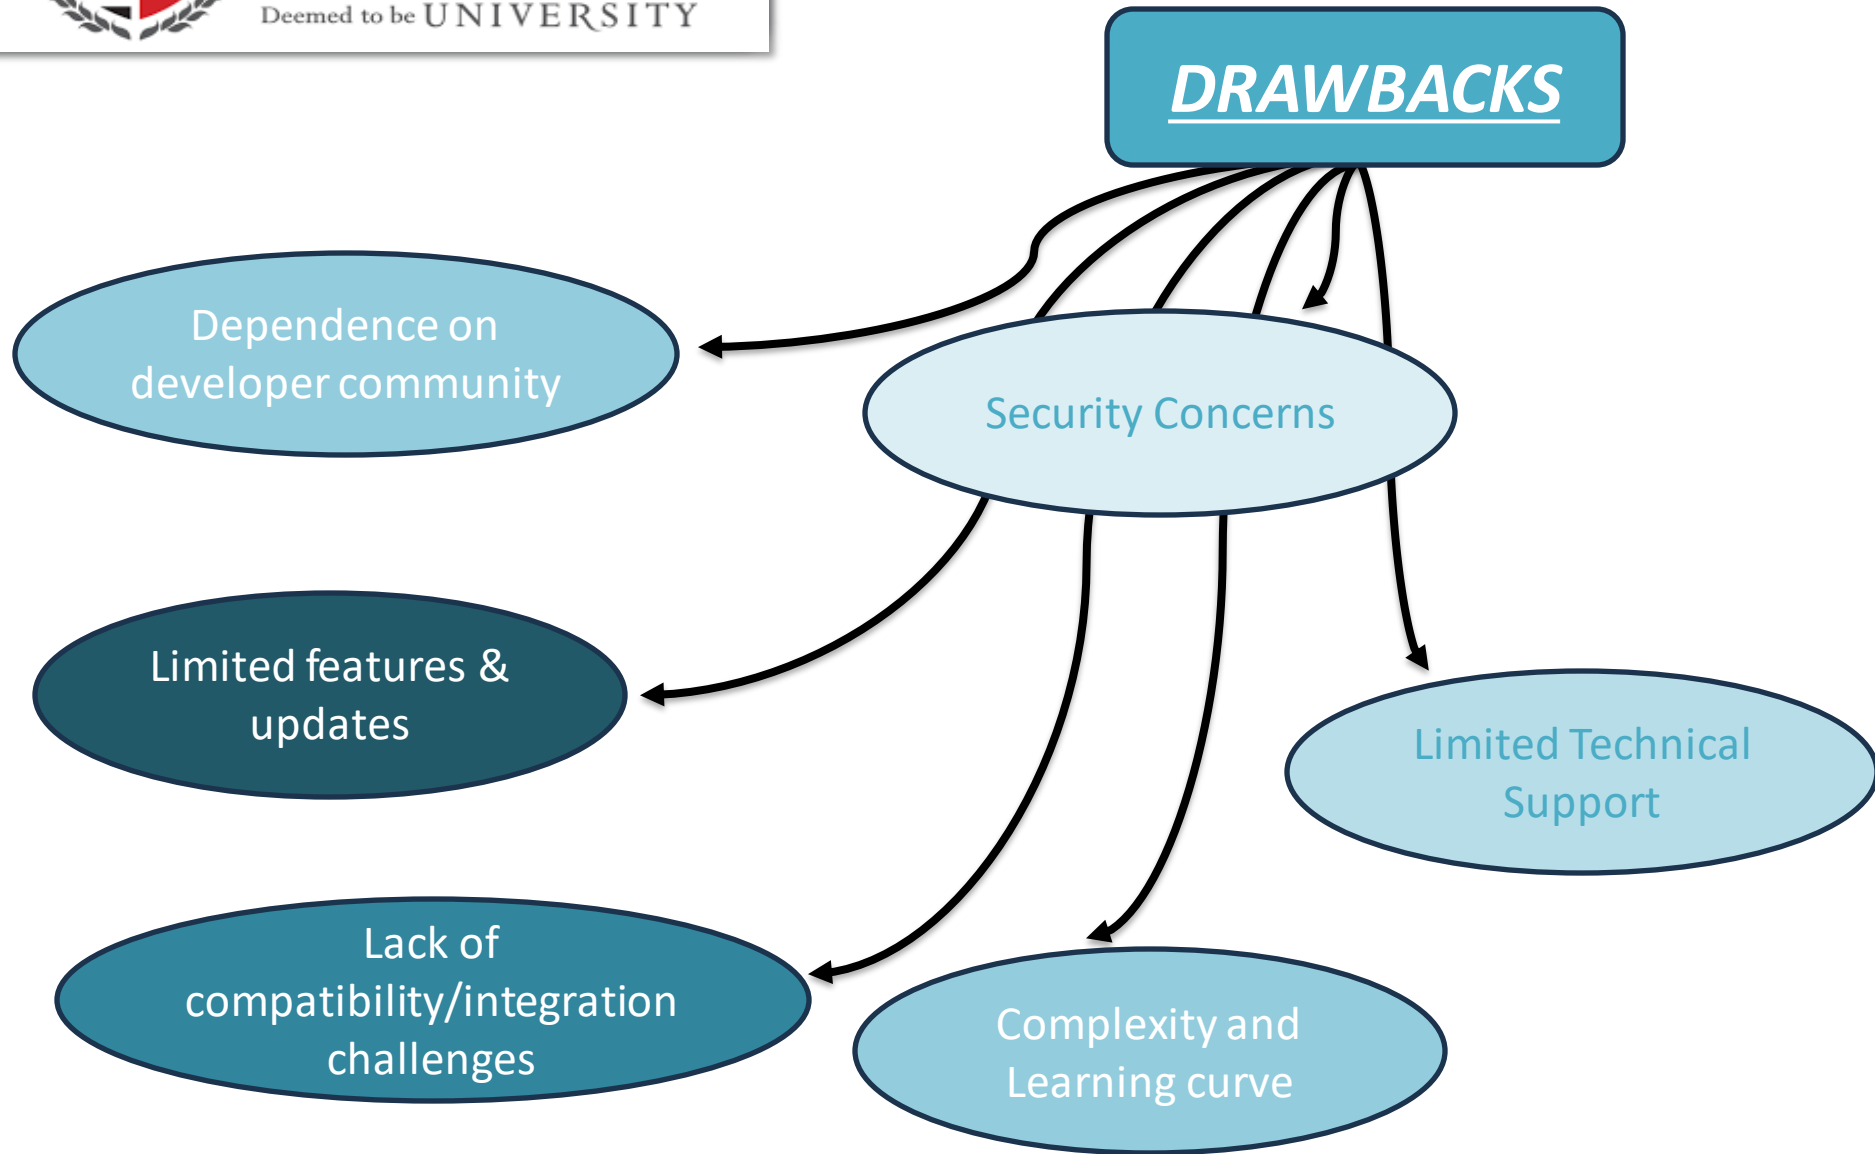 Deemed to be UNIVERSITY
DRAWBACKS
Dependence on
developer community
Security Concerns
Limited features &
updates
Limited Technical
Support
Lack of
compatibility/integration
challenges
Complexity and
Learning curve